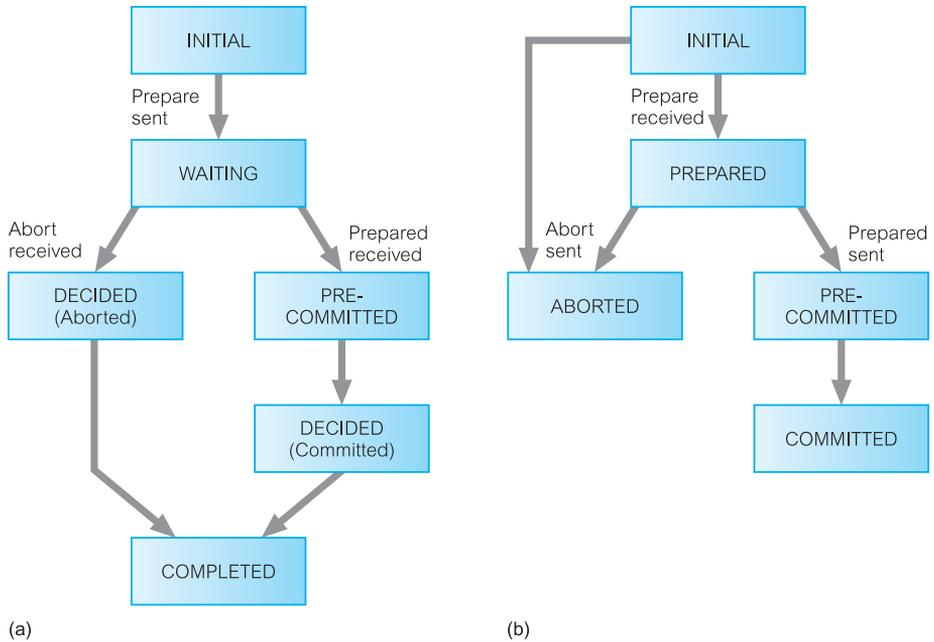 INITIAL
Prepare
sent
WAITING
Abort
received
Prepared
received
DECIDED
(Aborted)
PRE-
COMMITTED
DECIDED
(Committed)
COMPLETED
(a)
INITIAL
Prepare
received
PREPARED
Abort
sent
Prepared
sent
ABORTED
PRE-
COMMITTED
COMMITTED
(b)